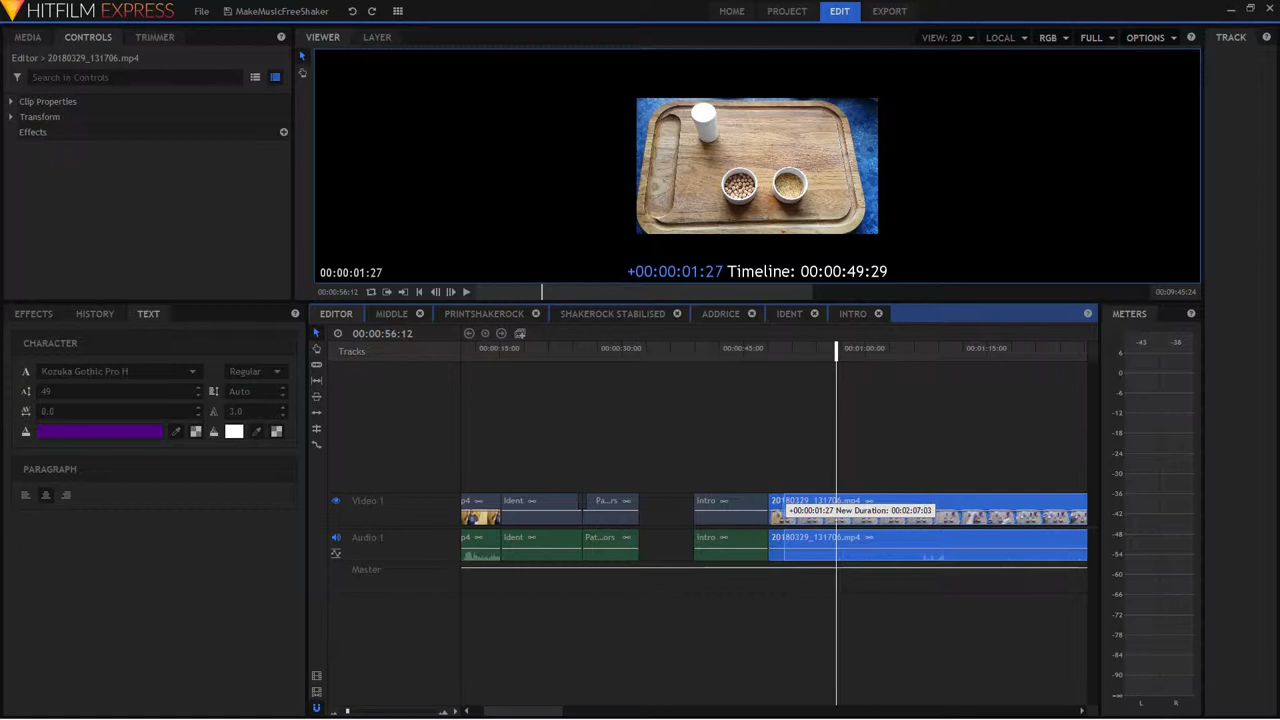 HITFILM EXPRESS File MakeMusicFreeShaker HOME PROJECT EDIT EXPORT
MEDIA CONTROLS TRIMMER
Editor > 20180329_131706.mp4
Search in Controls
Clip Properties
Transform
Effects
VIEWER LAYER VIEW: 2D LOCAL RGB FULL OPTIONS
TRACK
00:00:01:27
+00:00:01:27 Timeline: 00:00:49:29
00:00:56:12
00:09:45:24
EFFECTS HISTORY TEXT
CHARACTER
Kozuka Gothic Pro H Regular
49 Auto
0.0 3.0
PARAGRAPH
EDITOR MIDDLE PRINTSHAKEROCK SHAKEROCK STABILISED ADDRICE IDENT INTRO
00:00:56:12
Tracks
00:00:15:00 00:00:30:00 00:00:45:00 00:01:00:00 00:01:15:00
Video 1
p4 Ident Pa...rs intro 20180329_131706.mp4
+00:00:01:27 New Duration: 00:02:07:03
Audio 1
p4 Ident Pat...ors intro 20180329_131706.mp4
Master
METERS
-43 -38
6
0
-6
-12
-18
-24
-30
-36
-42
-48
-54
-60
-66
-72
-78
-84
-90
-∞
L R